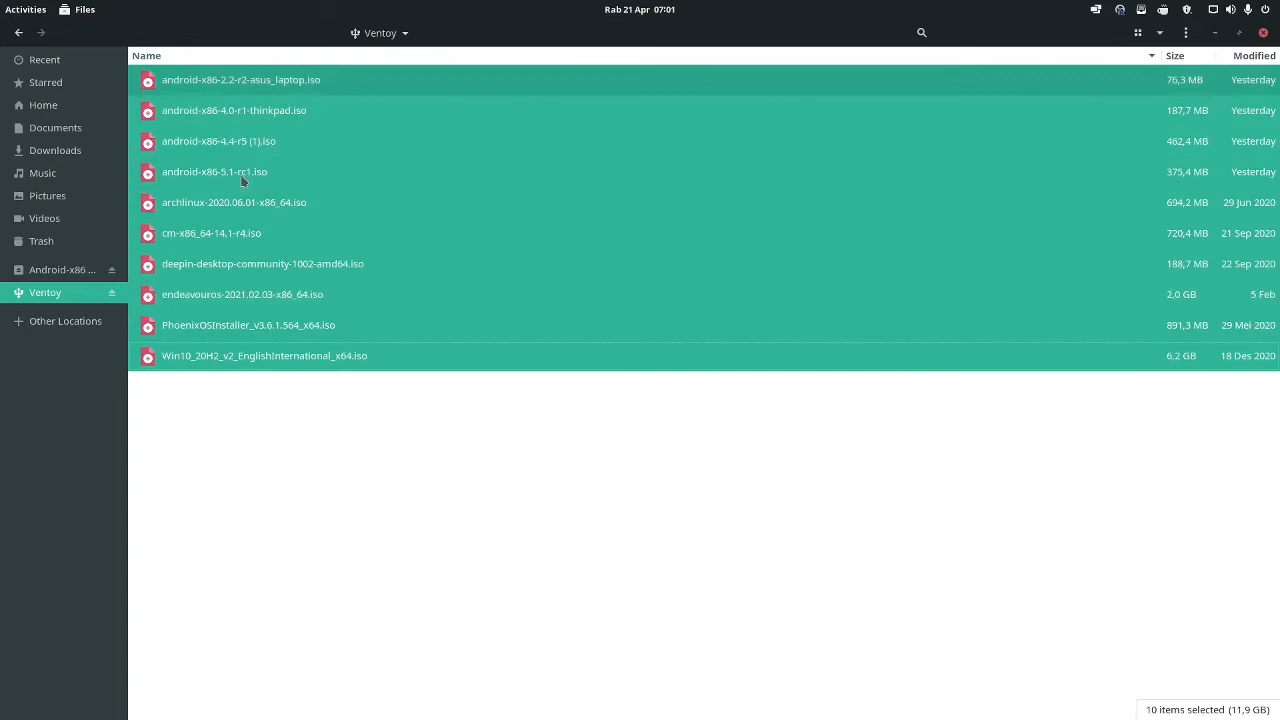 Activities Files Rab 21 Apr 07:01
Ventoy
Name Size Modified
android-x86-2.2-r2-asus_laptop.iso 76,3 MB Yesterday
android-x86-4.0-r1-thinkpad.iso 187,7 MB Yesterday
android-x86-4.4-r5 (1).iso 462,4 MB Yesterday
android-x86-5.1-rc1.iso 375,4 MB Yesterday
archlinux-2020.06.01-x86_64.iso 694,2 MB 29 Jun 2020
cm-x86_64-14.1-r4.iso 720,4 MB 21 Sep 2020
deepin-desktop-community-1002-amd64.iso 188,7 MB 22 Sep 2020
endeavouros-2021.02.03-x86_64.iso 2,0 GB 5 Feb
PhoenixOSInstaller_v3.6.1.564_x64.iso 891,3 MB 29 Mei 2020
Win10_20H2_v2_EnglishInternational_x64.iso 6,2 GB 18 Des 2020
Recent
Starred
Home
Documents
Downloads
Music
Pictures
Videos
Trash
Android-x86 ...
Ventoy
Other Locations
10 items selected (11,9 GB)